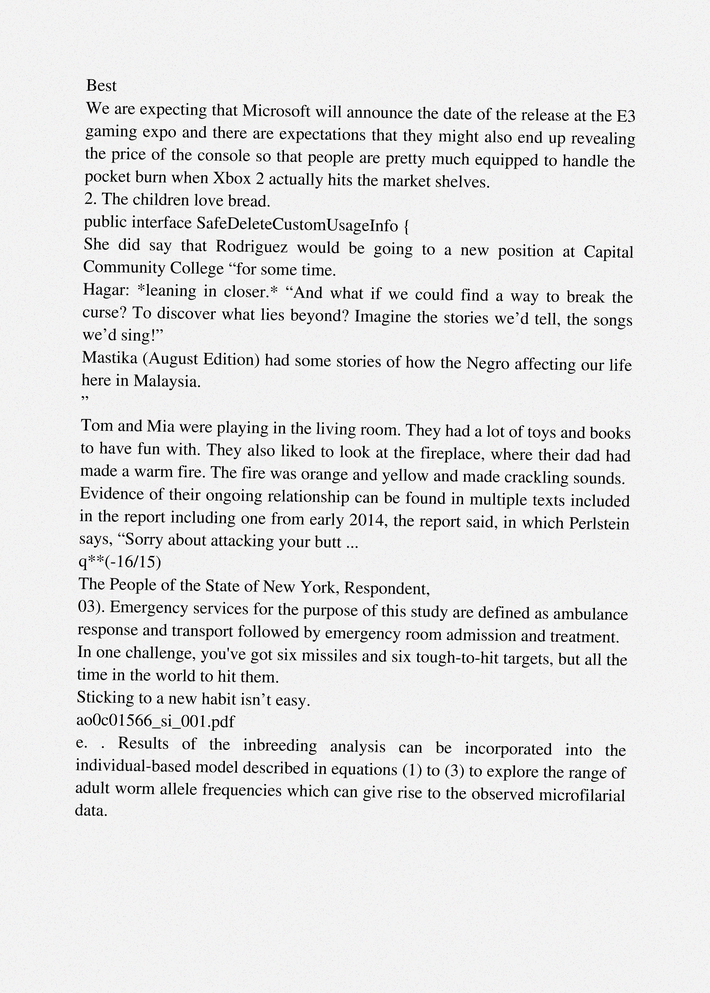 Best
We are expecting that Microsoft will announce the date of the release at the E3
gaming expo and there are expectations that they might also end up revealing
the price of the console so that people are pretty much equipped to handle the
pocket burn when Xbox 2 actually hits the market shelves.
2. The children love bread.
public interface SafeDeleteCustomUsageInfo {
She did say that Rodriguez would be going to a new position at Capital
Community College “for some time.
Hagar: *leaning in closer.* “And what if we could find a way to break the
curse? To discover what lies beyond? Imagine the stories we’d tell, the songs
we’d sing!”
Mastika (August Edition) had some stories of how the Negro affecting our life
here in Malaysia.
”
Tom and Mia were playing in the living room. They had a lot of toys and books
to have fun with. They also liked to look at the fireplace, where their dad had
made a warm fire. The fire was orange and yellow and made crackling sounds.
Evidence of their ongoing relationship can be found in multiple texts included
in the report including one from early 2014, the report said, in which Perlstein
says, “Sorry about attacking your butt ...
q**(-16/15)
The People of the State of New York, Respondent,
03). Emergency services for the purpose of this study are defined as ambulance
response and transport followed by emergency room admission and treatment.
In one challenge, you've got six missiles and six tough-to-hit targets, but all the
time in the world to hit them.
Sticking to a new habit isn’t easy.
ao0c01566_si_001.pdf
e. . Results of the inbreeding analysis can be incorporated into the
individual-based model described in equations (1) to (3) to explore the range of
adult worm allele frequencies which can give rise to the observed microfilarial
data.